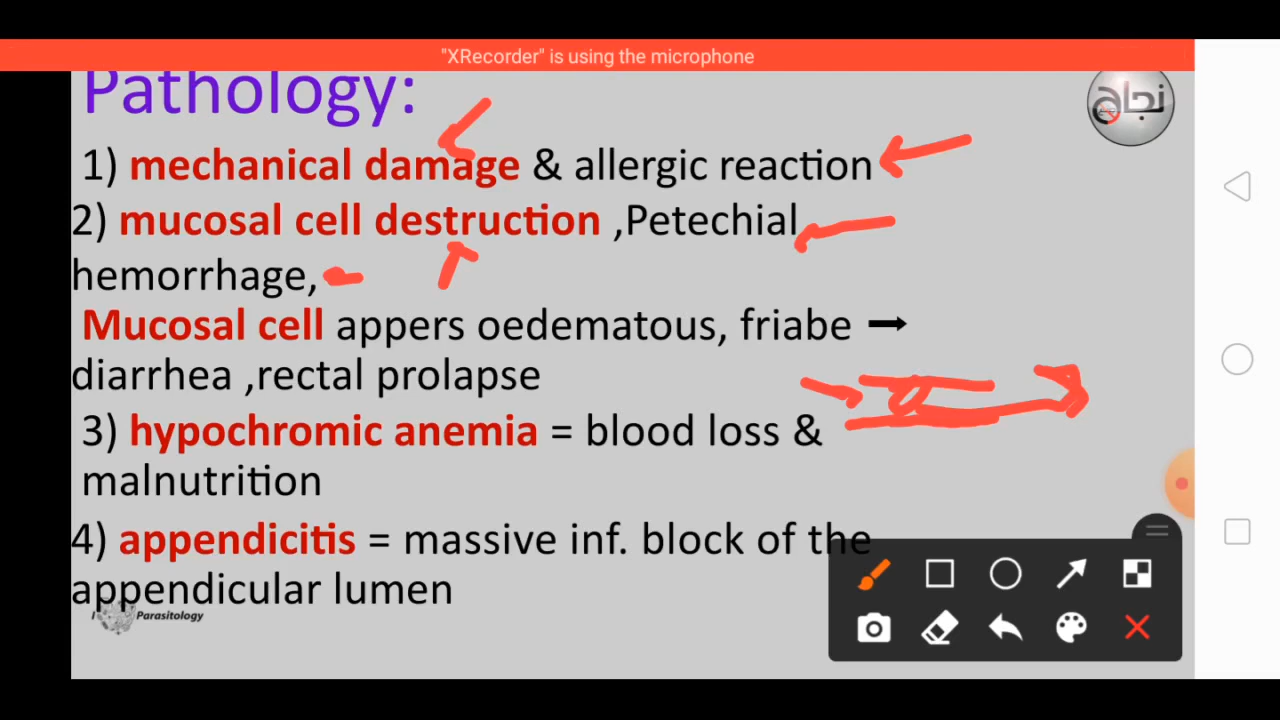 "XRecorder" is using the microphone
Pathology:
نجاح
1) mechanical damage & allergic reaction
2) mucosal cell destruction ,Petechial
hemorrhage,
Mucosal cell appers oedematous, friabe →
diarrhea ,rectal prolapse
3) hypochromic anemia = blood loss &
malnutrition
4) appendicitis = massive inf. block of the
appendicular lumen
Parasitology